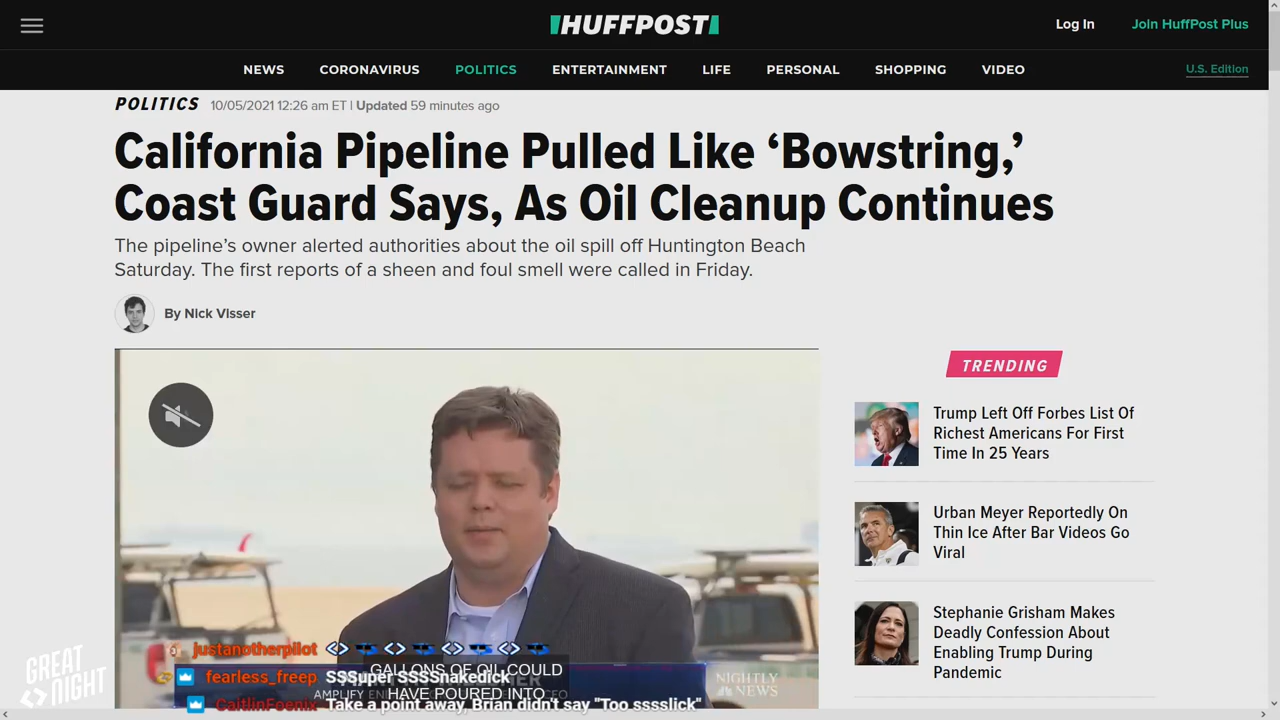 HUFFPOST
Log In
Join HuffPost Plus
NEWS
CORONAVIRUS
POLITICS
ENTERTAINMENT
LIFE
PERSONAL
SHOPPING
VIDEO
U.S. Edition
POLITICS 10/05/2021 12:26 am ET | Updated 59 minutes ago
California Pipeline Pulled Like ‘Bowstring,’
Coast Guard Says, As Oil Cleanup Continues
The pipeline’s owner alerted authorities about the oil spill off Huntington Beach
Saturday. The first reports of a sheen and foul smell were called in Friday.
By Nick Visser
TRENDING
Trump Left Off Forbes List Of
Richest Americans For First
Time In 25 Years
Urban Meyer Reportedly On
Thin Ice After Bar Videos Go
Viral
Stephanie Grisham Makes
Deadly Confession About
Enabling Trump During
Pandemic
justanotherpilot
GALLONS OF OIL COULD
fearless_freep SSSuper SSSSnakedick
HAVE POURED INTO
AMPLIFY
CaitlinFoenix Take a point away, Brian didn't say "Too sssslick"
NIGHTLY
NEWS
GREAT
NIGHT